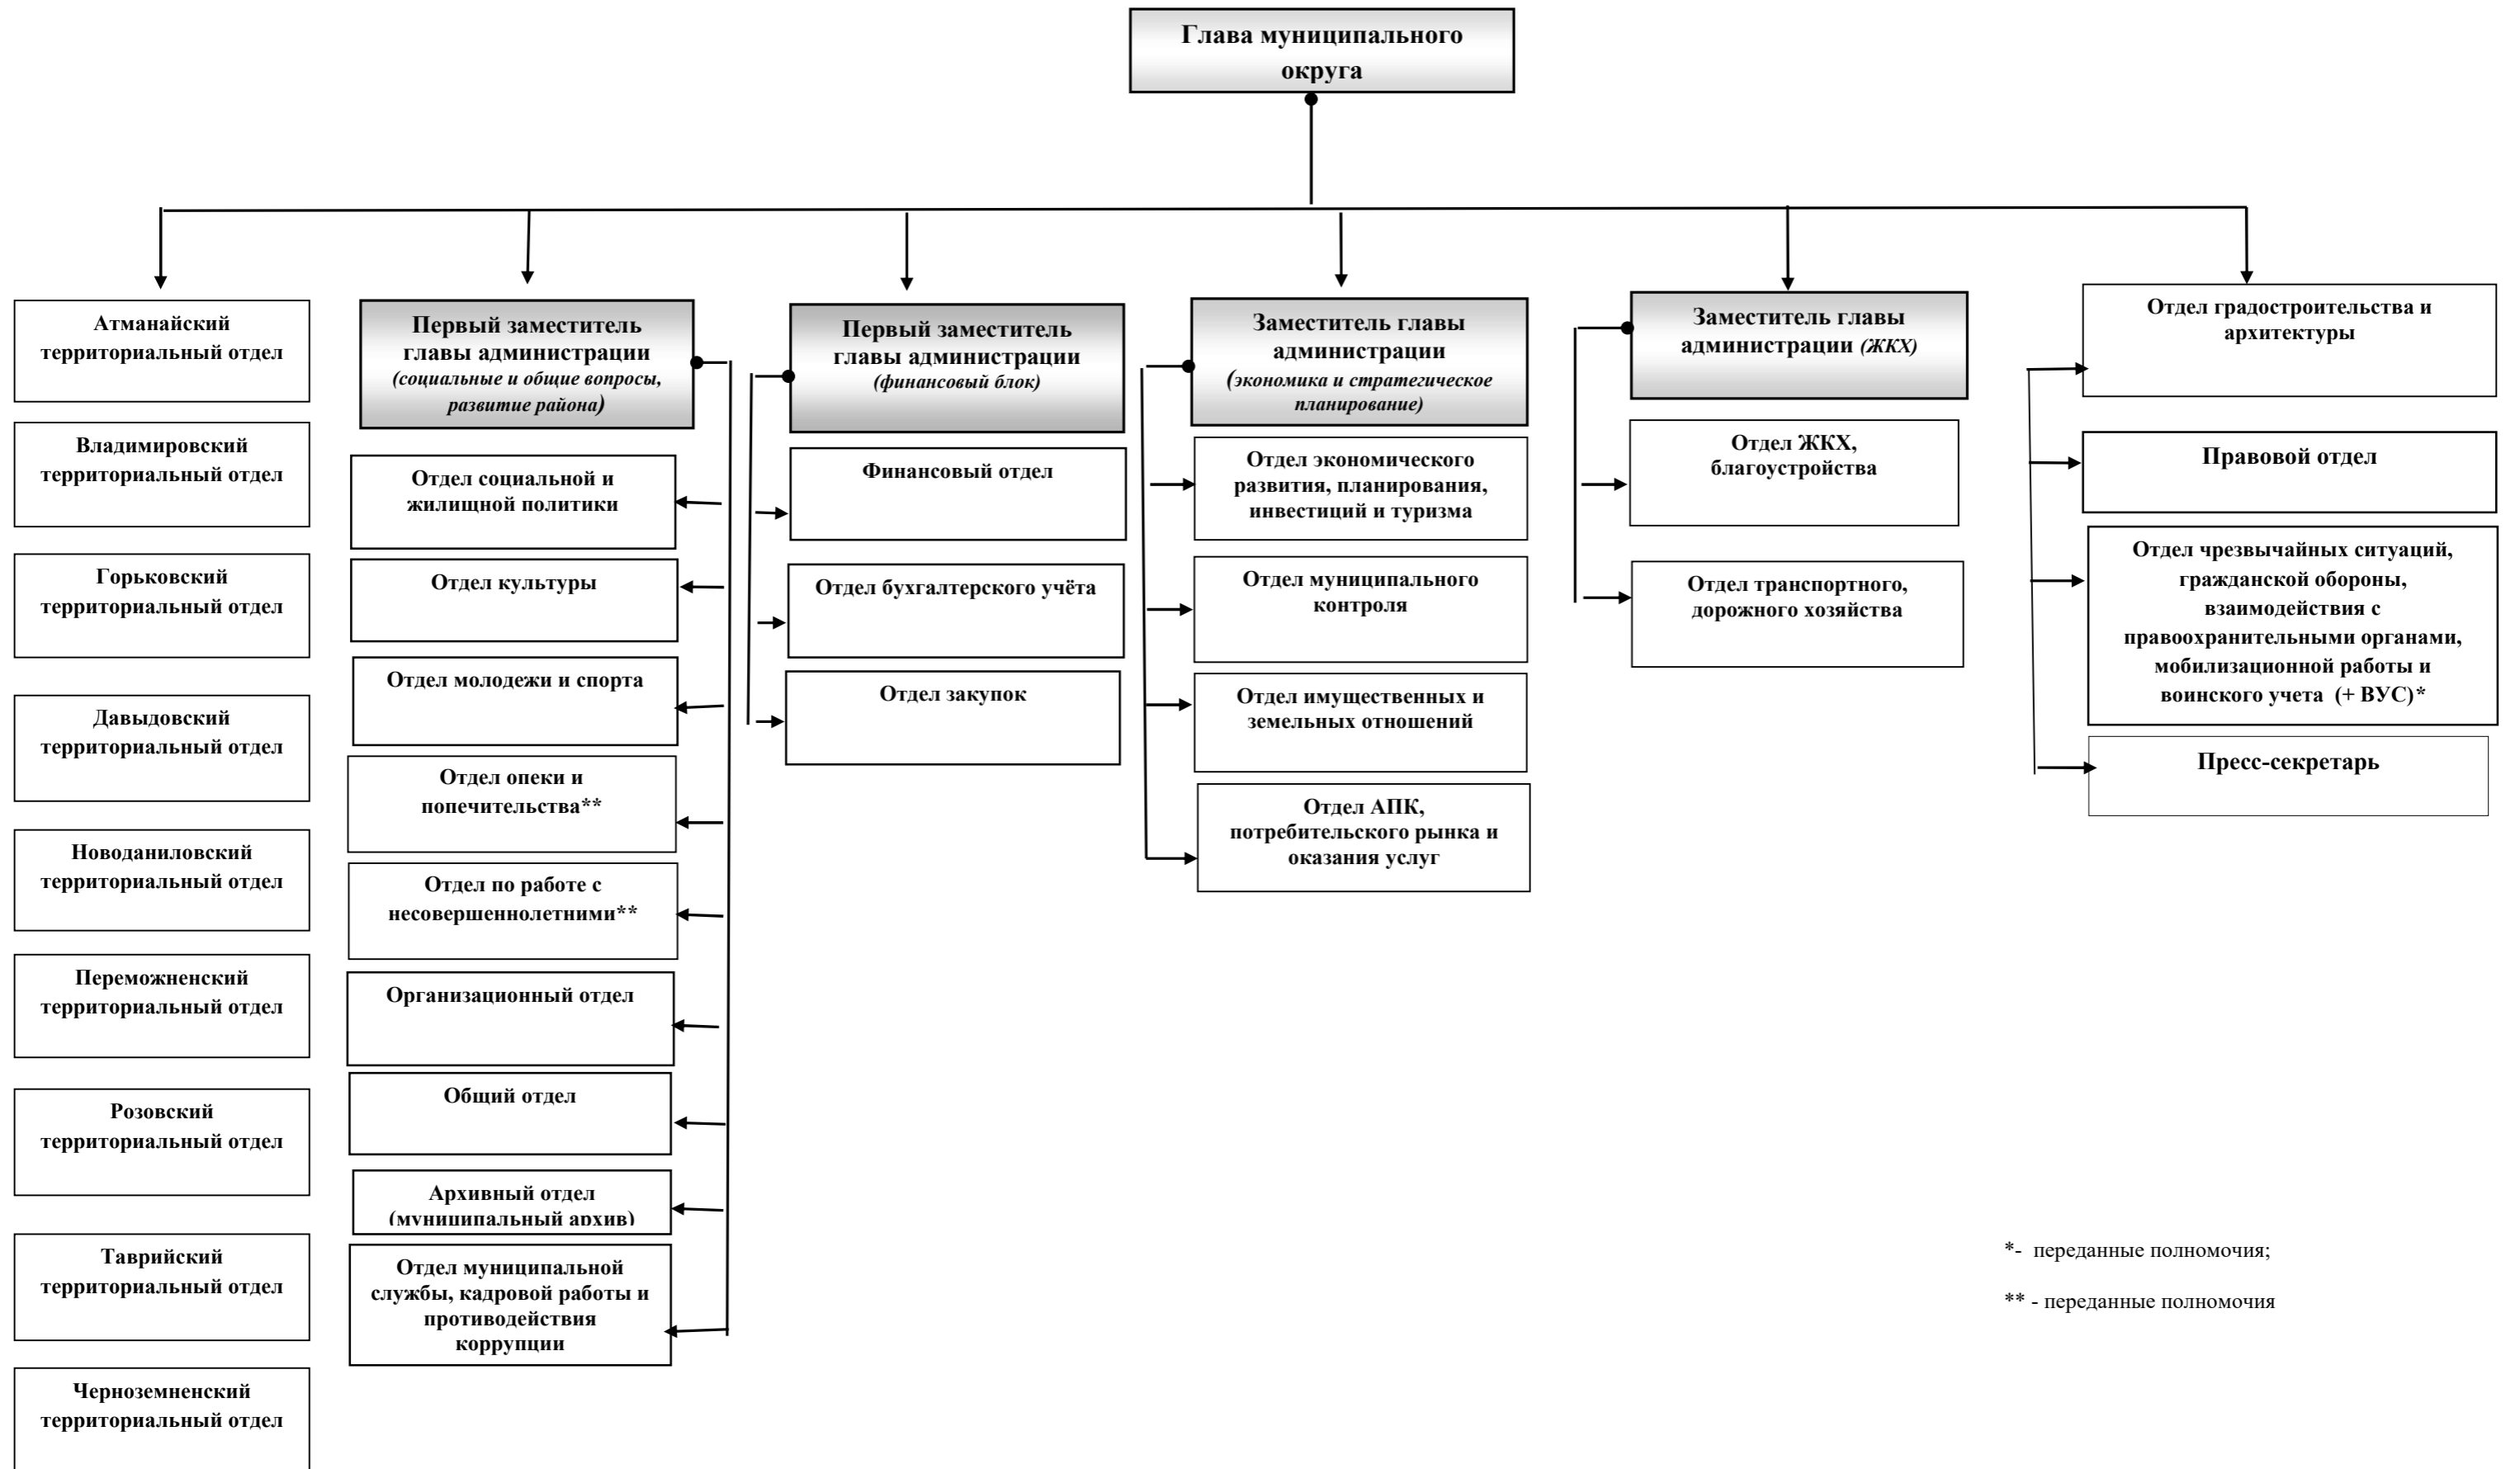 Глава муниципального
округа
Атманайский
территориальный отдел
Владимировский
территориальный отдел
Горьковский
территориальный отдел
Давыдовский
территориальный отдел
Новоданиловский
территориальный отдел
Переможненский
территориальный отдел
Розовский
территориальный отдел
Таврийский
территориальный отдел
Черноземненский
территориальный отдел
Первый заместитель
главы администрации
(социальные и общие вопросы,
развитие района)
Отдел социальной и
жилищной политики
Отдел культуры
Отдел молодежи и спорта
Отдел опеки и
попечительства**
Отдел по работе с
несовершеннолетними**
Организационный отдел
Общий отдел
Архивный отдел
(муниципальный архив)
Отдел муниципальной
службы, кадровой работы и
противодействия
коррупции
Первый заместитель
главы администрации
(финансовый блок)
Финансовый отдел
Отдел бухгалтерского учёта
Отдел закупок
Заместитель главы
администрации
(экономика и стратегическое
планирование)
Отдел экономического
развития, планирования,
инвестиций и туризма
Отдел муниципального
контроля
Отдел имущественных и
земельных отношений
Отдел АПК,
потребительского рынка и
оказания услуг
Заместитель главы
администрации (ЖКХ)
Отдел ЖКХ,
благоустройства
Отдел транспортного,
дорожного хозяйства
Отдел градостроительства и
архитектуры
Правовой отдел
Отдел чрезвычайных ситуаций,
гражданской обороны,
взаимодействия с
правоохранительными органами,
мобилизационной работы и
воинского учета (+ ВУС)*
Пресс-секретарь
*- переданные полномочия;
** - переданные полномочия